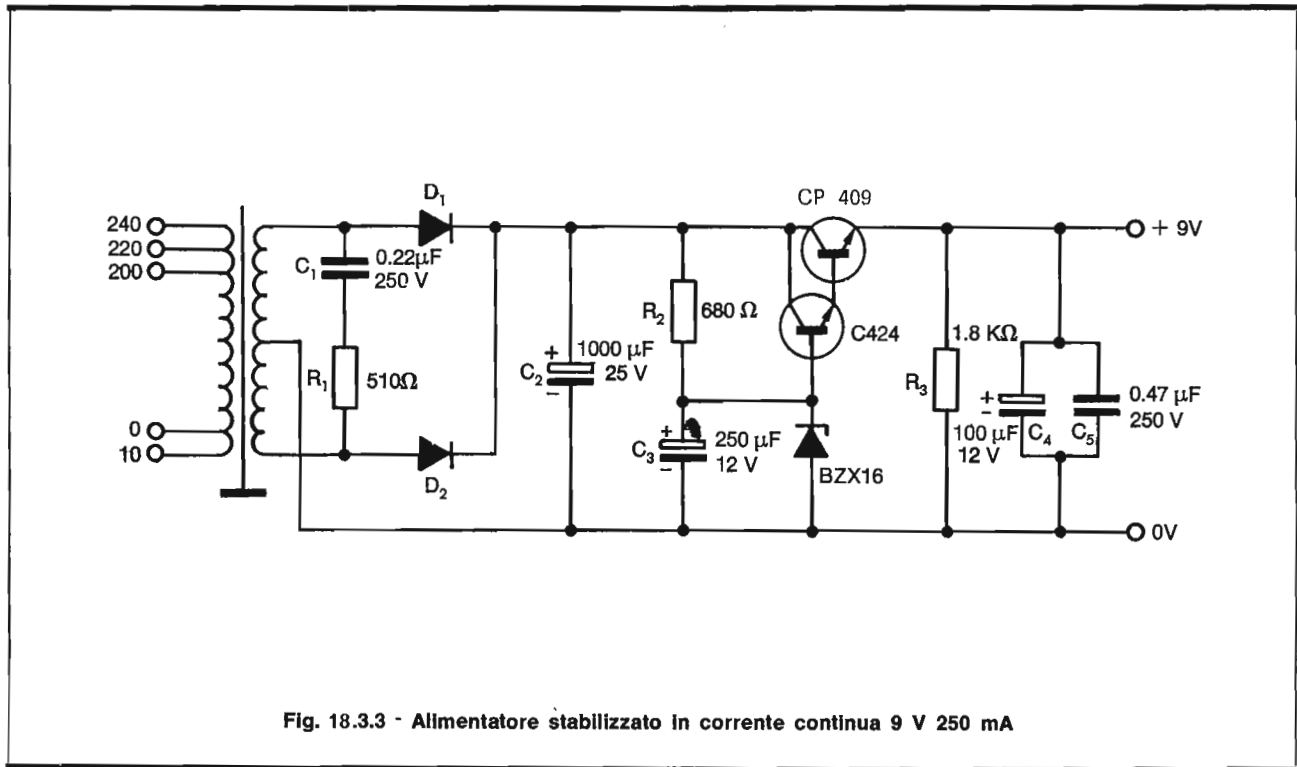 240
220
200
0
10
D₁
C₁
0.22µF
250 V
R₁
510Ω
D₂
+
1000 µF
C₂
25 V
−
R₂
680 Ω
+
C₃
250 µF
12 V
−
CP 409
C424
BZX16
1.8 KΩ
R₃
+
−
100 µF
12 V
C₄
C₅
0.47 µF
250 V
+ 9V
0V
Fig. 18.3.3 - Alimentatore stabilizzato in corrente continua 9 V 250 mA